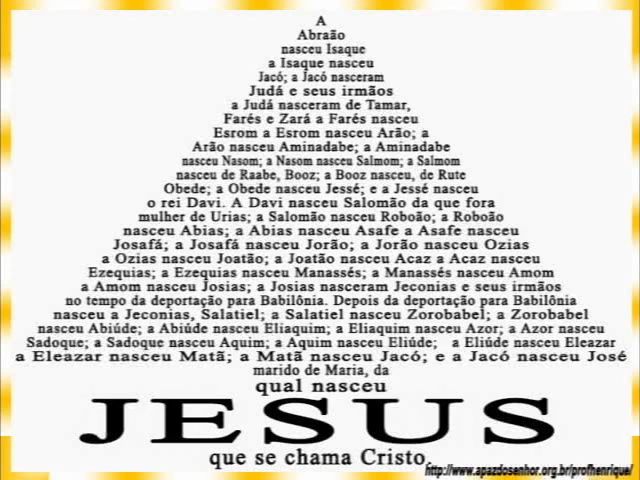 A
Abraão
nasceu Isaque
a Isaque nasceu
Jacó; a Jacó nasceram
Judá e seus irmãos
a Judá nasceram de Tamar,
Farés e Zará a Farés nasceu
Esrom a Esrom nasceu Arão; a
Arão nasceu Aminadabe; a Aminadabe
nasceu Nasom; a Nasom nasceu Salmom; a Salmom
nasceu de Raabe, Booz; a Booz nasceu, de Rute
Obede; a Obede nasceu Jessé; e a Jessé nasceu
o rei Davi. A Davi nasceu Salomão da que fora
mulher de Urias; a Salomão nasceu Roboão; a Roboão
nasceu Abias; a Abias nasceu Asafe a Asafe nasceu
Josafá; a Josafá nasceu Jorão; a Jorão nasceu Ozias
a Ozias nasceu Joatão; a Joatão nasceu Acaz a Acaz nasceu
Ezequias; a Ezequias nasceu Manassés; a Manassés nasceu Amom
a Amom nasceu Josias; a Josias nasceram Jeconias e seus irmãos
no tempo da deportação para Babilônia. Depois da deportação para Babilônia
nasceu a Jeconias, Salatiel; a Salatiel nasceu Zorobabel; a Zorobabel
nasceu Abiúde; a Abiúde nasceu Eliaquim; a Eliaquim nasceu Azor; a Azor nasceu
Sadoque; a Sadoque nasceu Aquim; a Aquim nasceu Eliúde; a Eliúde nasceu Eleazar
a Eleazar nasceu Matã; a Matã nasceu Jacó; e a Jacó nasceu José
marido de Maria, da
qual nasceu
JESUS
que se chama Cristo.
http://www.apazdosenhor.org.br/profhenrique/